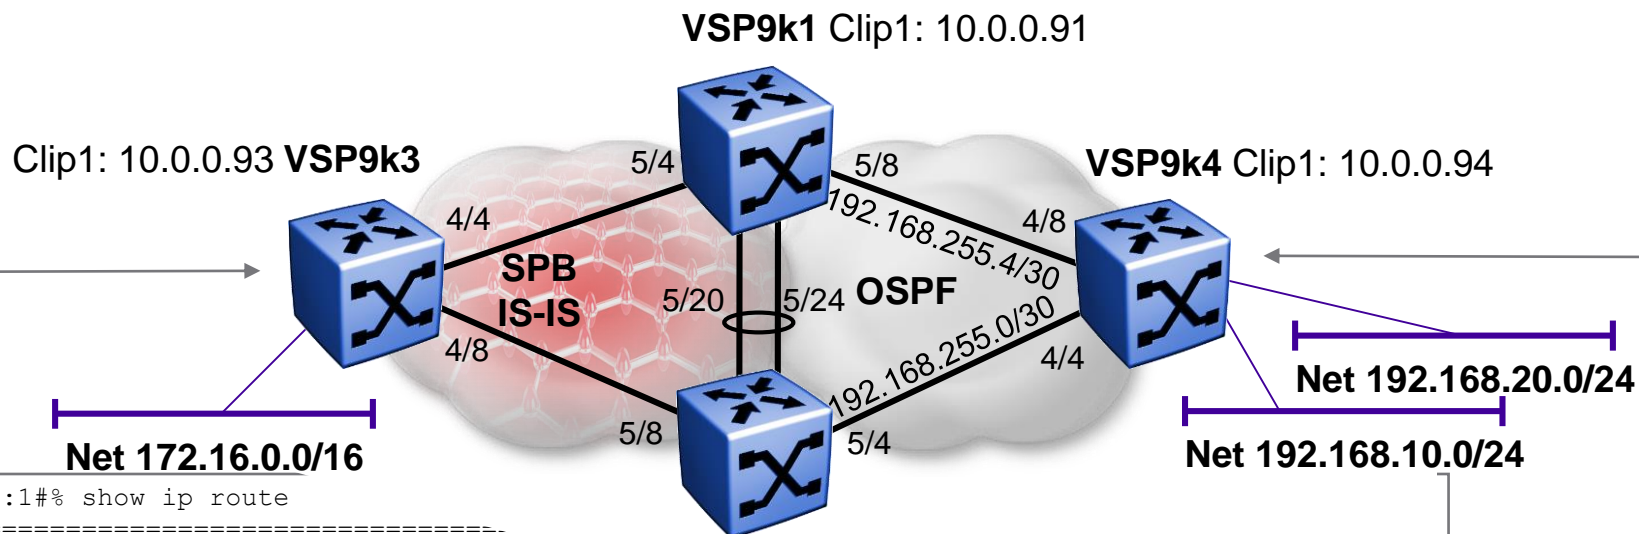 VSP9k1 Clip1: 10.0.0.91
Clip1: 10.0.0.93 VSP9k3
5/4
5/8
VSP9k4 Clip1: 10.0.0.94
4/4
192.168.255.4/30
4/8
SPB
IS-IS
5/20
5/24
OSPF
4/8
192.168.255.0/30
4/4
Net 192.168.20.0/24
5/8
5/4
Net 172.16.0.0/16
Net 192.168.10.0/24
:1#% show ip route
==================================